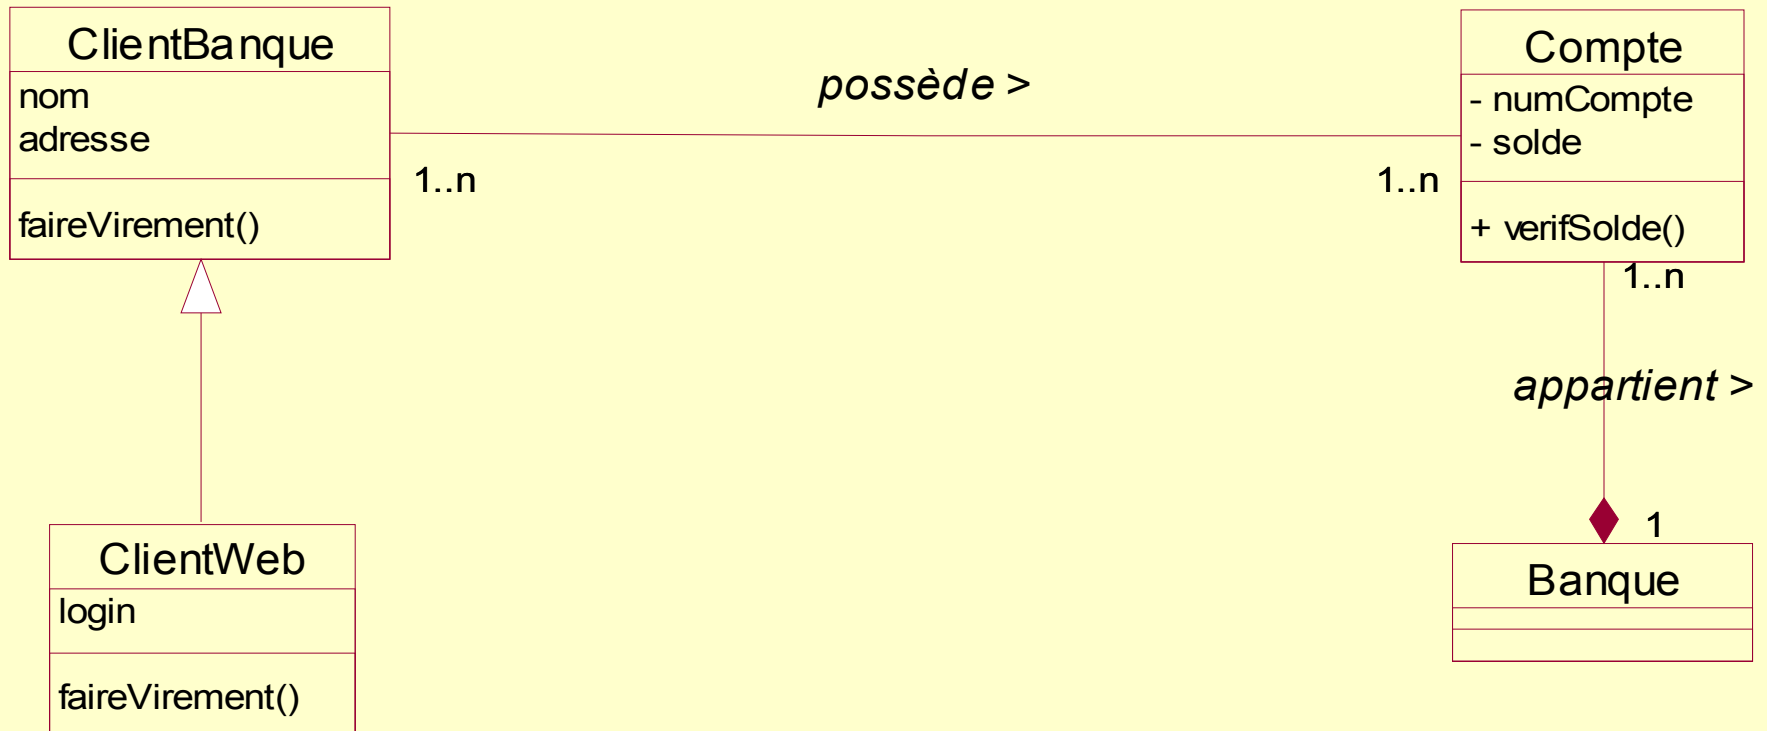 ClientBanque
nom
adresse
faireVirement()
possède >
1..n
1..n
Compte
- numCompte
- solde
+ verifSolde()
1..n
appartient >
1
Banque
ClientWeb
login
faireVirement()